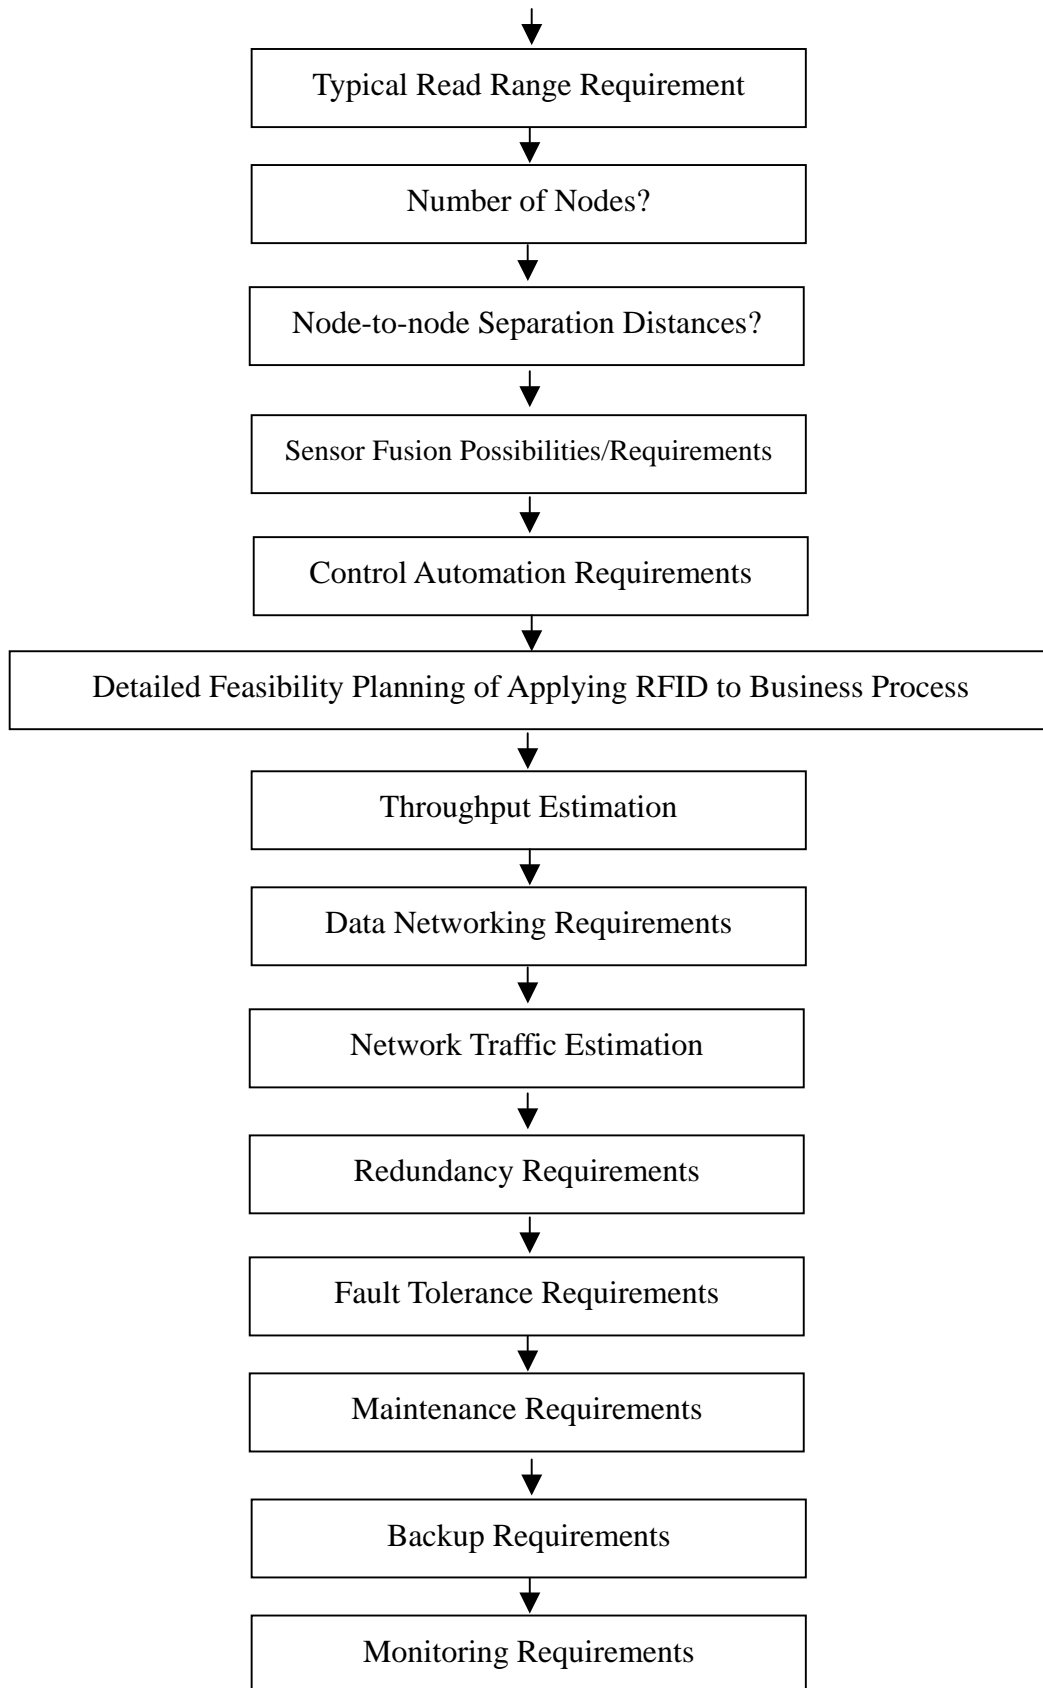 Typical Read Range Requirement
Number of Nodes?
Node-to-node Separation Distances?
Sensor Fusion Possibilities/Requirements
Control Automation Requirements
Detailed Feasibility Planning of Applying RFID to Business Process
Throughput Estimation
Data Networking Requirements
Network Traffic Estimation
Redundancy Requirements
Fault Tolerance Requirements
Maintenance Requirements
Backup Requirements
Monitoring Requirements